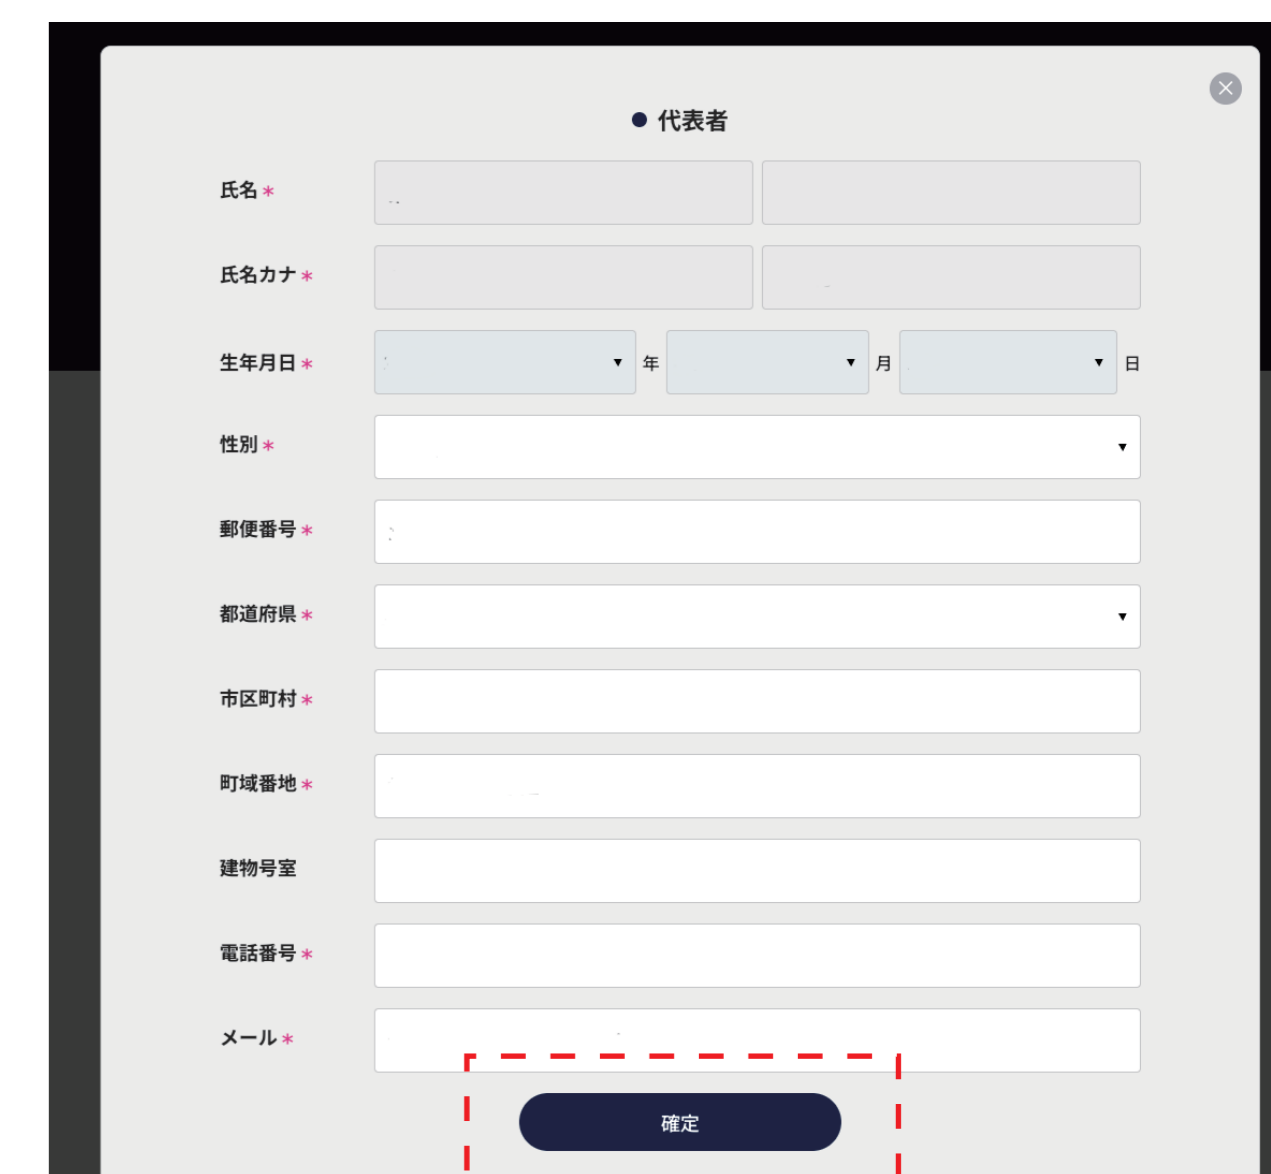 ● 代表者
氏名*
氏名カナ*
生年月日* 年 月 日
性別*
郵便番号*
都道府県*
市区町村*
町域番地*
建物号室
電話番号*
メール*
確定